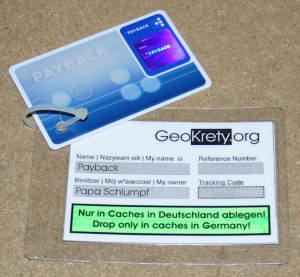 PAYBACK
PAYBACK
GeoKrety.org
Name | Nazywam się | My name is
Reference Number
Payback
Besitzer | Mój właściciel | My owner
Tracking Code
Papa Schlumpf
Nur in Caches in Deutschland ablegen!
Drop only in caches in Germany!